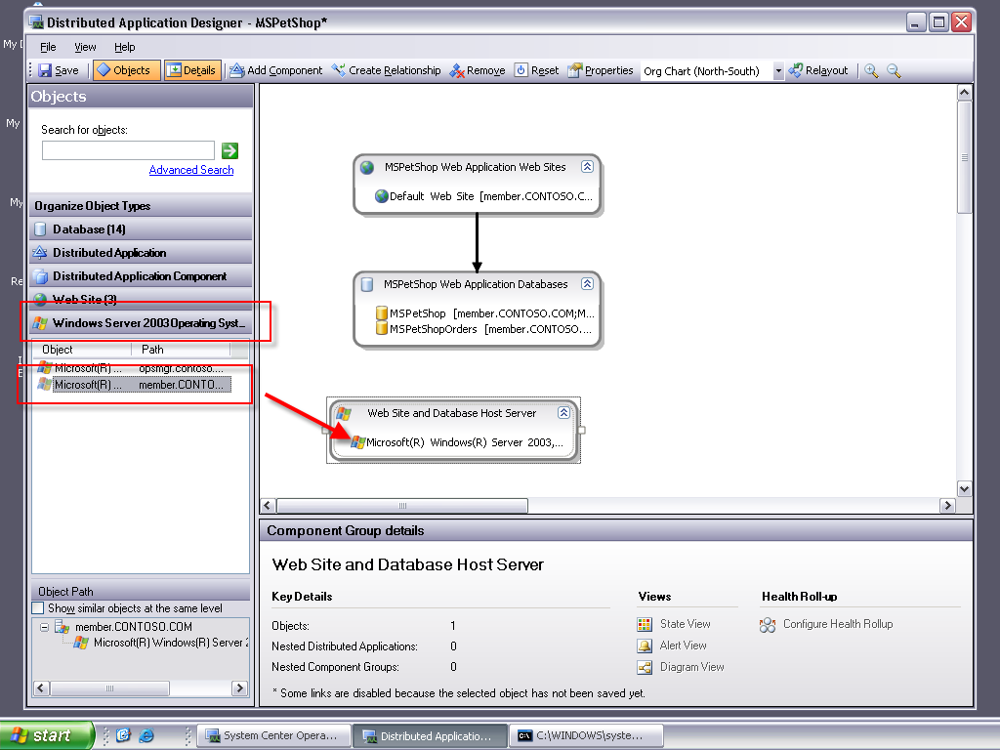 Distributed Application Designer - MSPetShop*
File View Help
Save Objects Details Add Component Create Relationship Remove Reset Properties Org Chart (North-South) Relayout
Objects
Search for objects:
Advanced Search
Organize Object Types
Database (14)
Distributed Application
Distributed Application Component
Web Site (3)
Windows Server 2003 Operating Syst...
Object Path
Microsoft(R) ... opsmgr.contoso....
Microsoft(R) ... member.CONTO...
Object Path
Show similar objects at the same level
member.CONTOSO.COM
Microsoft(R) Windows(R) Server
MSPetShop Web Application Web Sites
Default Web Site [member.CONTOSO.C...
MSPetShop Web Application Databases
MSPetShop [member.CONTOSO.COM;M...
MSPetShopOrders [member.CONTOSO....
Web Site and Database Host Server
Microsoft(R) Windows(R) Server 2003,...
Component Group details
Web Site and Database Host Server
Key Details
Objects: 1
Nested Distributed Applications: 0
Nested Component Groups: 0
Views
State View
Alert View
Diagram View
Health Roll-up
Configure Health Rollup
* Some links are disabled because the selected object has not been saved yet.
My
My
My
Re
start System Center Opera... Distributed Applicatio... C:\WINDOWS\syste...